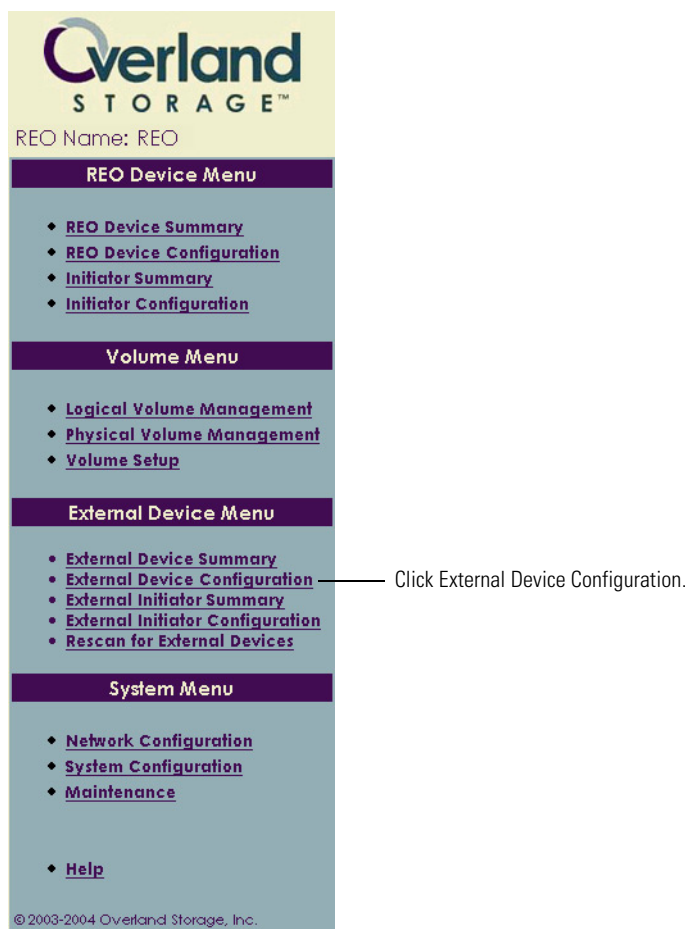 Overland
STORAGE™
REO Name: REO
REO Device Menu
REO Device Summary
REO Device Configuration
Initiator Summary
Initiator Configuration
Volume Menu
Logical Volume Management
Physical Volume Management
Volume Setup
External Device Menu
External Device Summary
External Device Configuration
Click External Device Configuration.
External Initiator Summary
External Initiator Configuration
Rescan for External Devices
System Menu
Network Configuration
System Configuration
Maintenance
Help
© 2003-2004 Overland Storage, Inc.